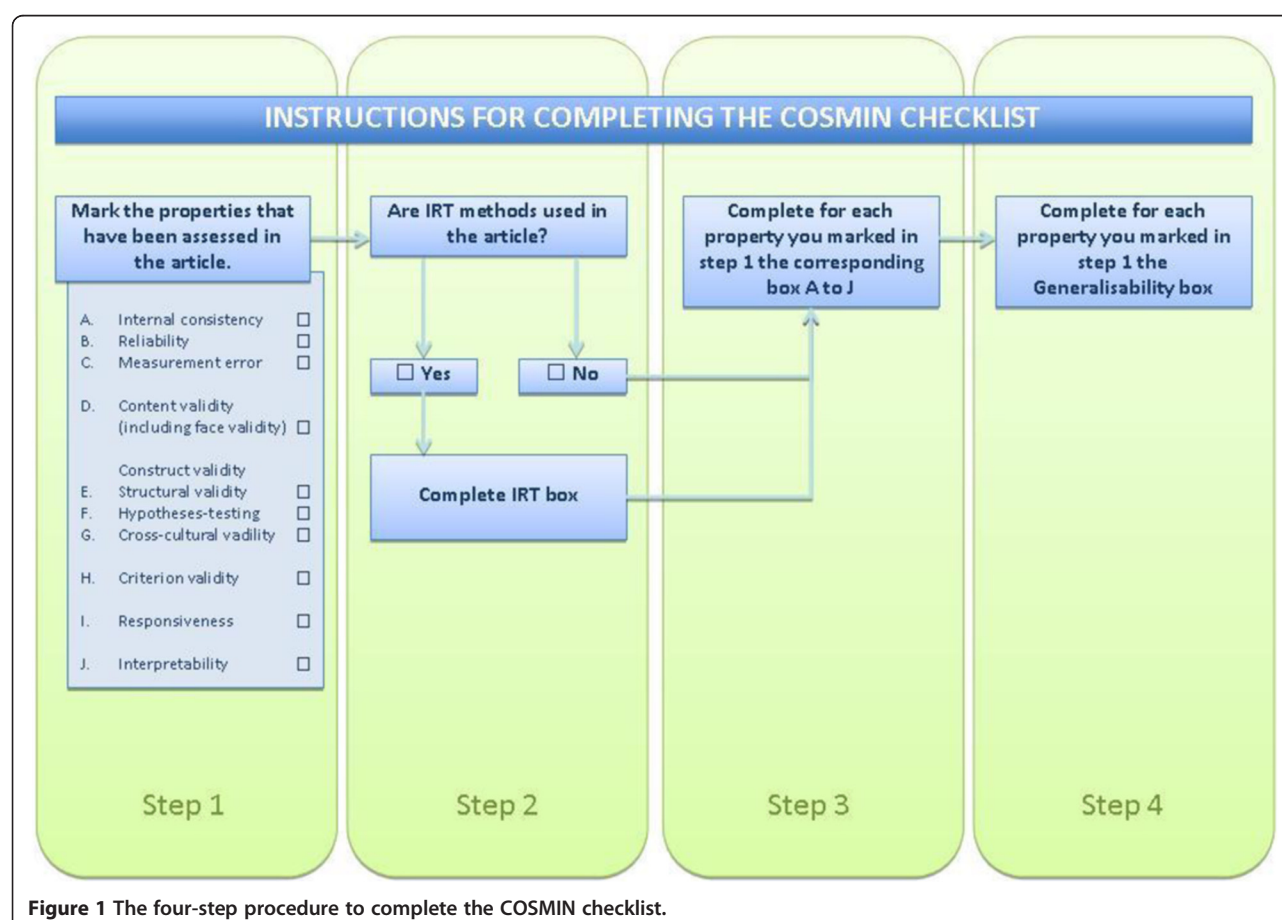 INSTRUCTIONS FOR COMPLETING THE COSMIN CHECKLIST
Mark the properties that
have been assessed in
the article.
A. Internal consistency □
B. Reliability □
C. Measurement error □
D. Content validity
(including face validity) □
Construct validity
E. Structural validity □
F. Hypotheses-testing □
G. Cross-cultural vadility □
H. Criterion validity □
I. Responsiveness □
J. Interpretability □
Step 1
Are IRT methods used in
the article?
□ Yes
□ No
Complete IRT box
Step 2
Complete for each
property you marked in
step 1 the corresponding
box A to J
Step 3
Complete for each
property you marked in
step 1 the
Generalisability box
Step 4
Figure 1 The four-step procedure to complete the COSMIN checklist.